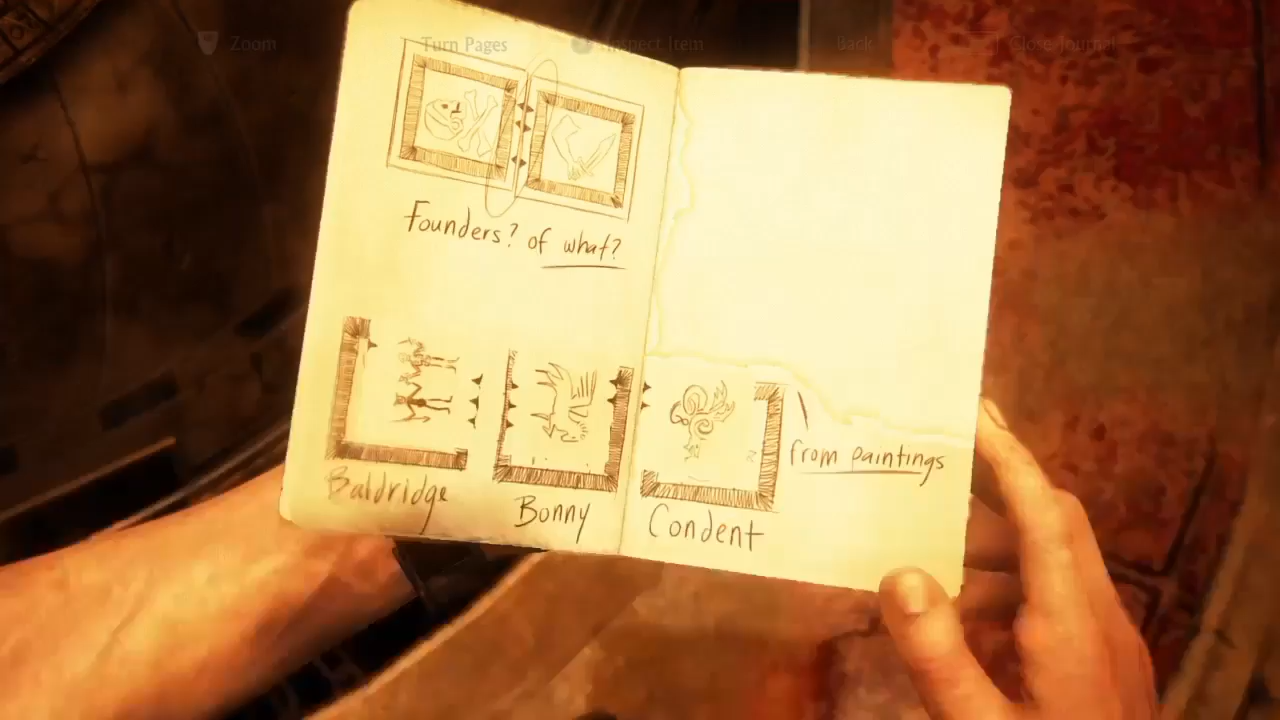 Zoom
Turn Pages
Inspect Item
Back
Close Journal
Founders? of what?
from paintings
Baldridge
Bonny
Condent